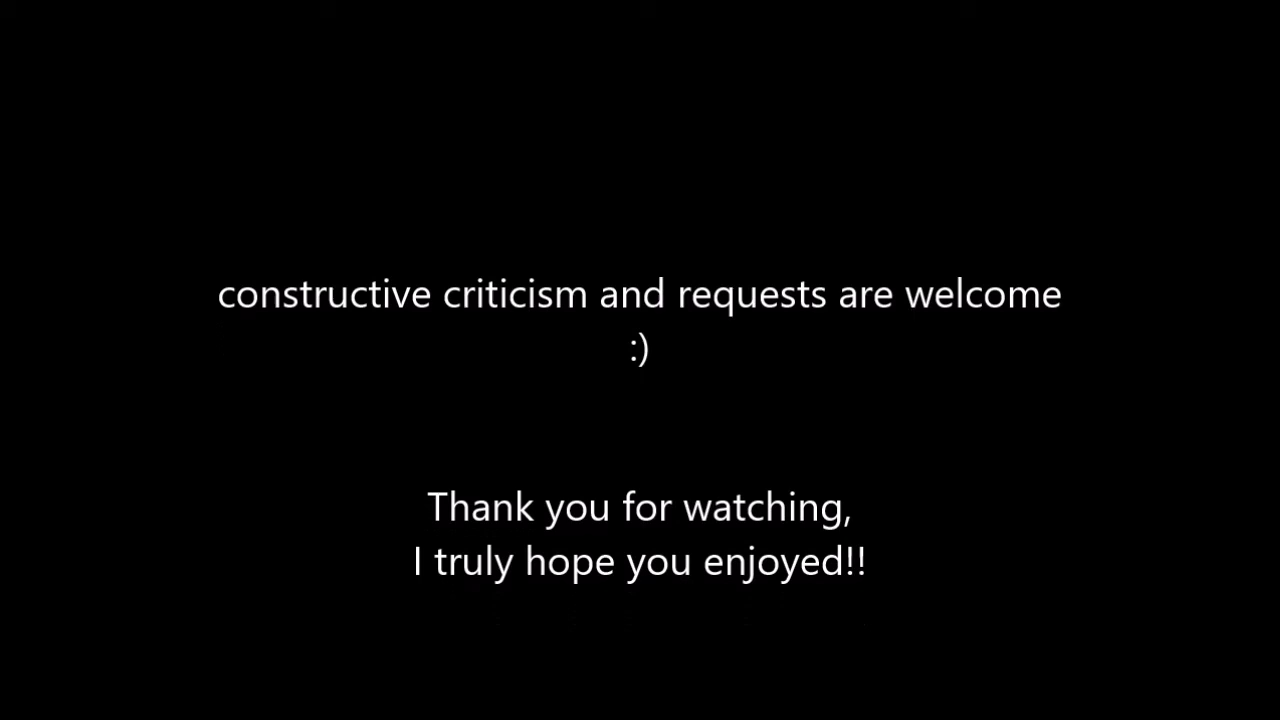 constructive criticism and requests are welcome
:)
Thank you for watching,
I truly hope you enjoyed!!